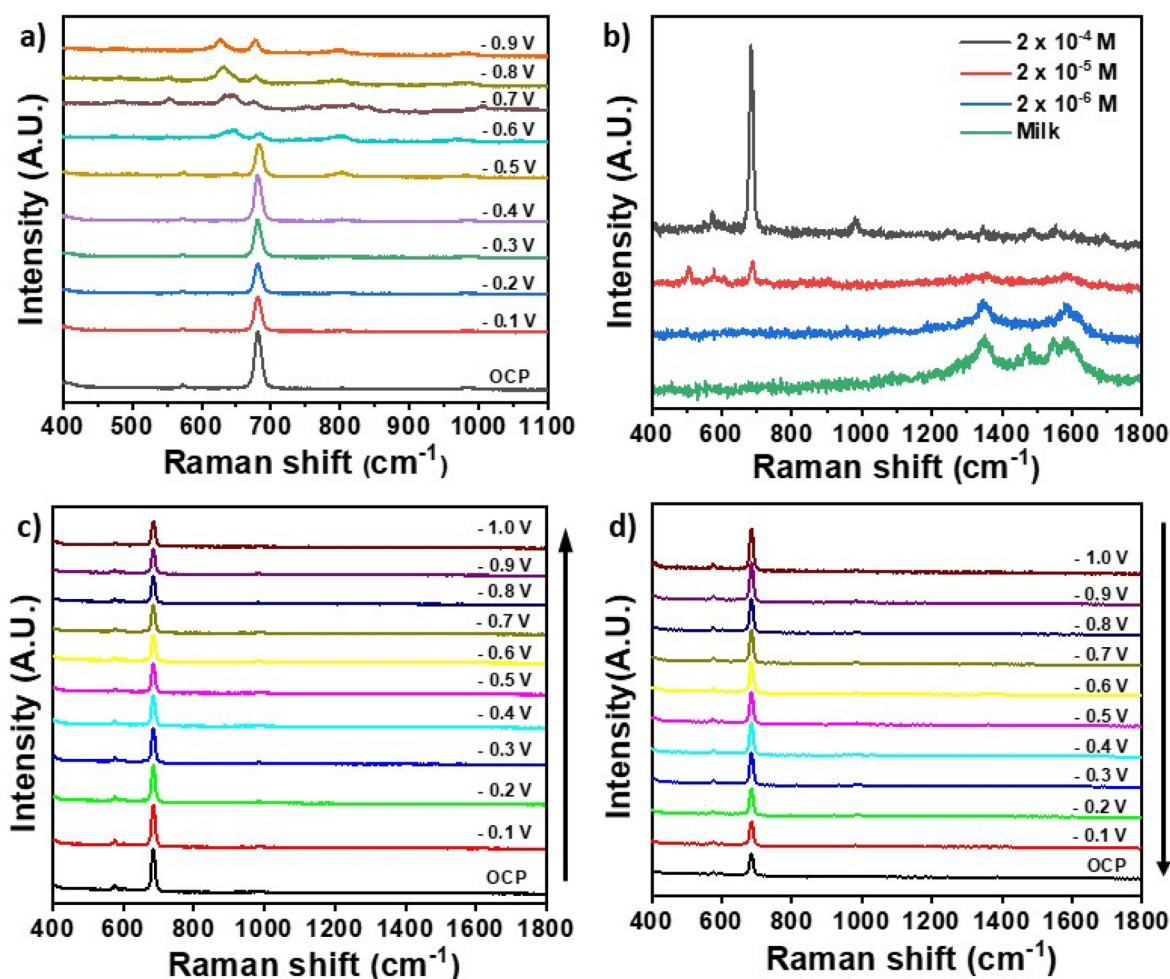 a)
- 0.9 V
- 0.8 V
- 0.7 V
- 0.6 V
- 0.5 V
- 0.4 V
- 0.3 V
- 0.2 V
- 0.1 V
OCP
Intensity (A.U.)
400 500 600 700 800 900 1000 1100
Raman shift (cm⁻¹)
b)
2 x 10⁻⁴ M
2 x 10⁻⁵ M
2 x 10⁻⁶ M
Milk
Intensity (A.U.)
400 600 800 1000 1200 1400 1600 1800
Raman shift (cm⁻¹)
c)
- 1.0 V
- 0.9 V
- 0.8 V
- 0.7 V
- 0.6 V
- 0.5 V
- 0.4 V
- 0.3 V
- 0.2 V
- 0.1 V
OCP
Intensity (A.U.)
400 600 800 1000 1200 1400 1600 1800
Raman shift (cm⁻¹)
d)
- 1.0 V
- 0.9 V
- 0.8 V
- 0.7 V
- 0.6 V
- 0.5 V
- 0.4 V
- 0.3 V
- 0.2 V
- 0.1 V
OCP
Intensity(A.U.)
400 600 800 1000 1200 1400 1600 1800
Raman shift (cm⁻¹)